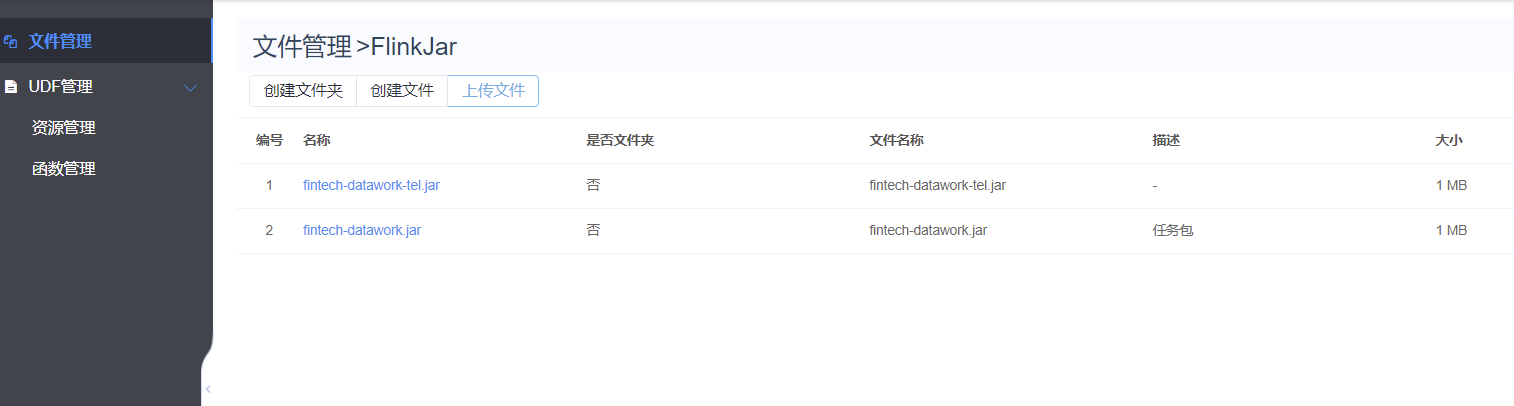 文件管理
UDF管理
资源管理
函数管理
文件管理 >FlinkJar
创建文件夹 创建文件 上传文件
编号 名称 是否文件夹 文件名称 描述 大小
1 fintech-datawork-tel.jar 否 fintech-datawork-tel.jar - 1 MB
2 fintech-datawork.jar 否 fintech-datawork.jar 任务包 1 MB